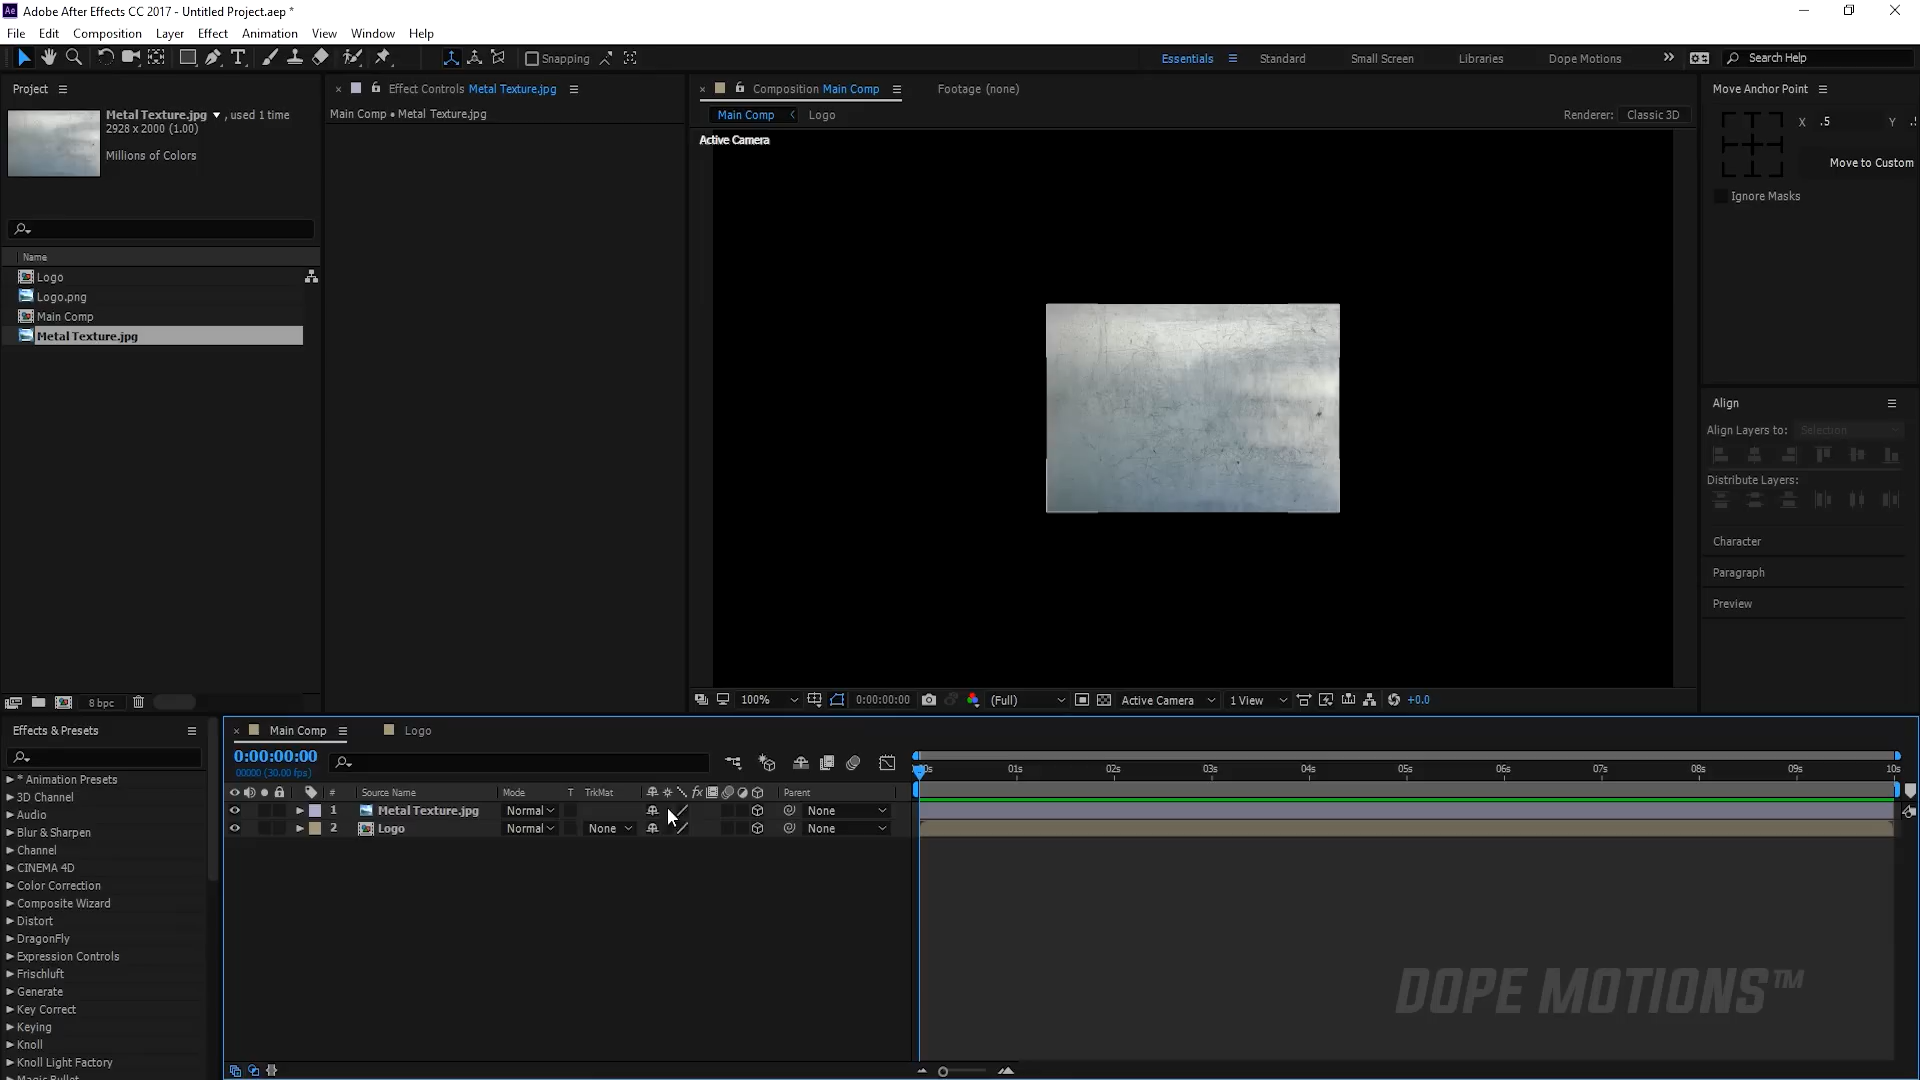 Adobe After Effects CC 2017 - Untitled Project.aep *
File Edit Composition Layer Effect Animation View Window Help
Snapping
Essentials Standard Small Screen Libraries Dope Motions Search Help
Project
Metal Texture.jpg , used 1 time
2928 x 2000 (1.00)
Millions of Colors
Name
Logo
Logo.png
Main Comp
Metal Texture.jpg
8 bpc
Effect Controls Metal Texture.jpg
Main Comp • Metal Texture.jpg
Composition Main Comp
Footage (none)
Main Comp Logo
Renderer: Classic 3D
Active Camera
100% 0:00:00:00 (Full) Active Camera 1 View +0.0
Move Anchor Point
X .5 Y
Move to Custom
Ignore Masks
Align
Align Layers to: Selection
Distribute Layers:
Character
Paragraph
Preview
Effects & Presets
* Animation Presets
3D Channel
Audio
Blur & Sharpen
Channel
CINEMA 4D
Color Correction
Composite Wizard
Distort
DragonFly
Expression Controls
Frischluft
Generate
Key Correct
Keying
Knoll
Knoll Light Factory
Magic Bullet
Main Comp Logo
0:00:00:00
00000 (30.00 fps)
# Source Name Mode T TrkMat fx Parent
1 Metal Texture.jpg Normal None
2 Logo Normal None None
01s 02s 03s 04s 05s 06s 07s 08s 09s 10s
DOPE MOTIONS™